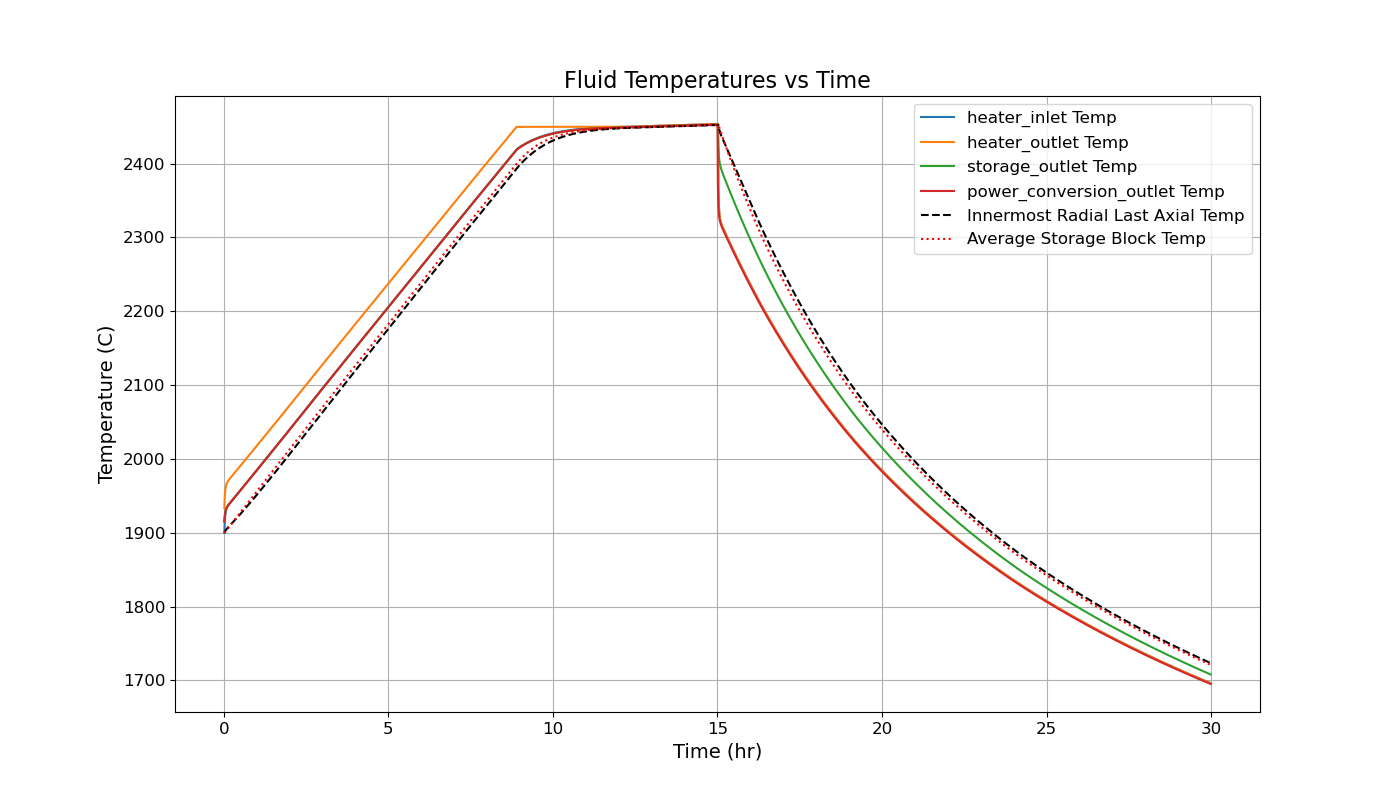 Fluid Temperatures vs Time
heater_inlet Temp
heater_outlet Temp
storage_outlet Temp
power_conversion_outlet Temp
Innermost Radial Last Axial Temp
Average Storage Block Temp
Temperature (C)
2400
2300
2200
2100
2000
1900
1800
1700
0 5 10 15 20 25 30
Time (hr)